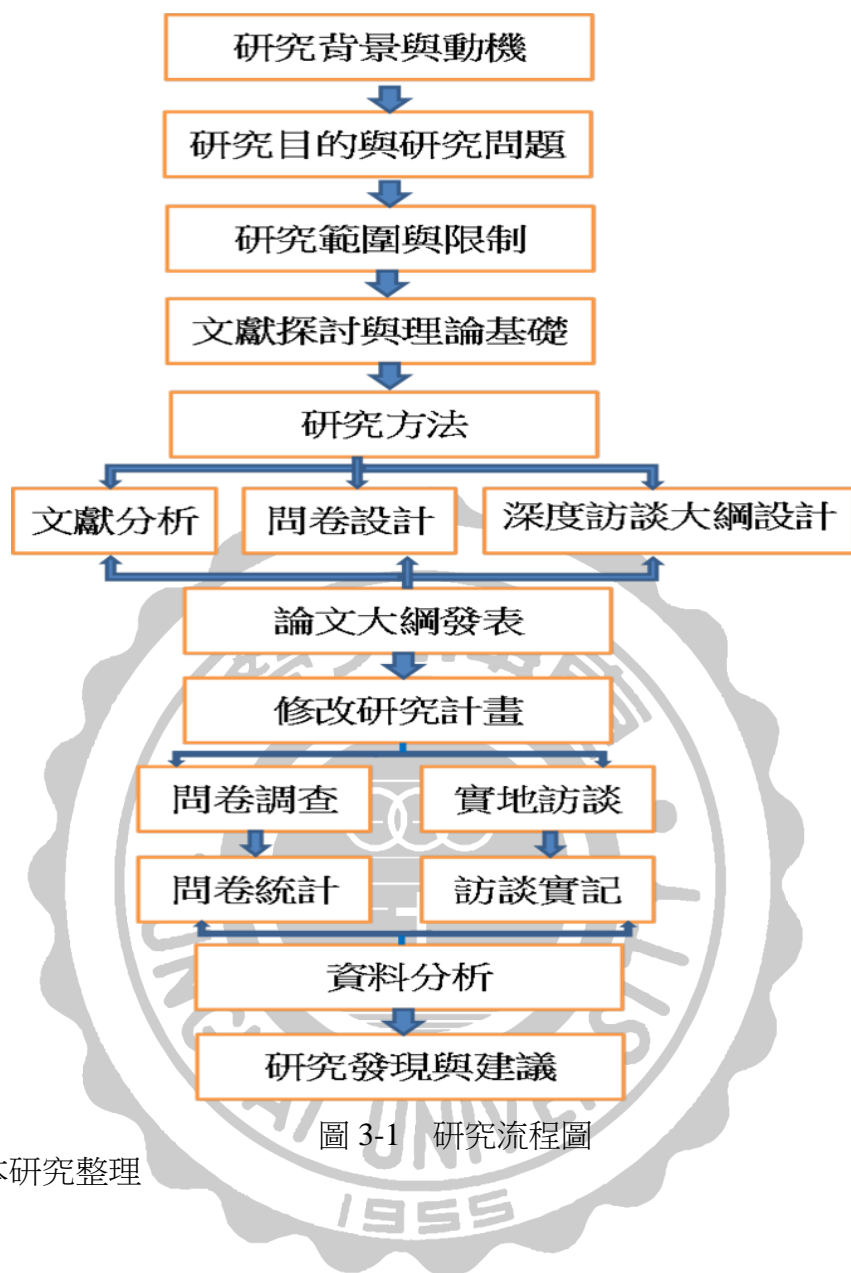 研究背景與動機
研究目的與研究問題
研究範圍與限制
文獻探討與理論基礎
研究方法
文獻分析 問卷設計 深度訪談大綱設計
論文大綱發表
修改研究計畫
問卷調查 實地訪談
問卷統計 訪談實記
資料分析
研究發現與建議
圖 3-1 研究流程圖
本研究整理
UNIVER
1955